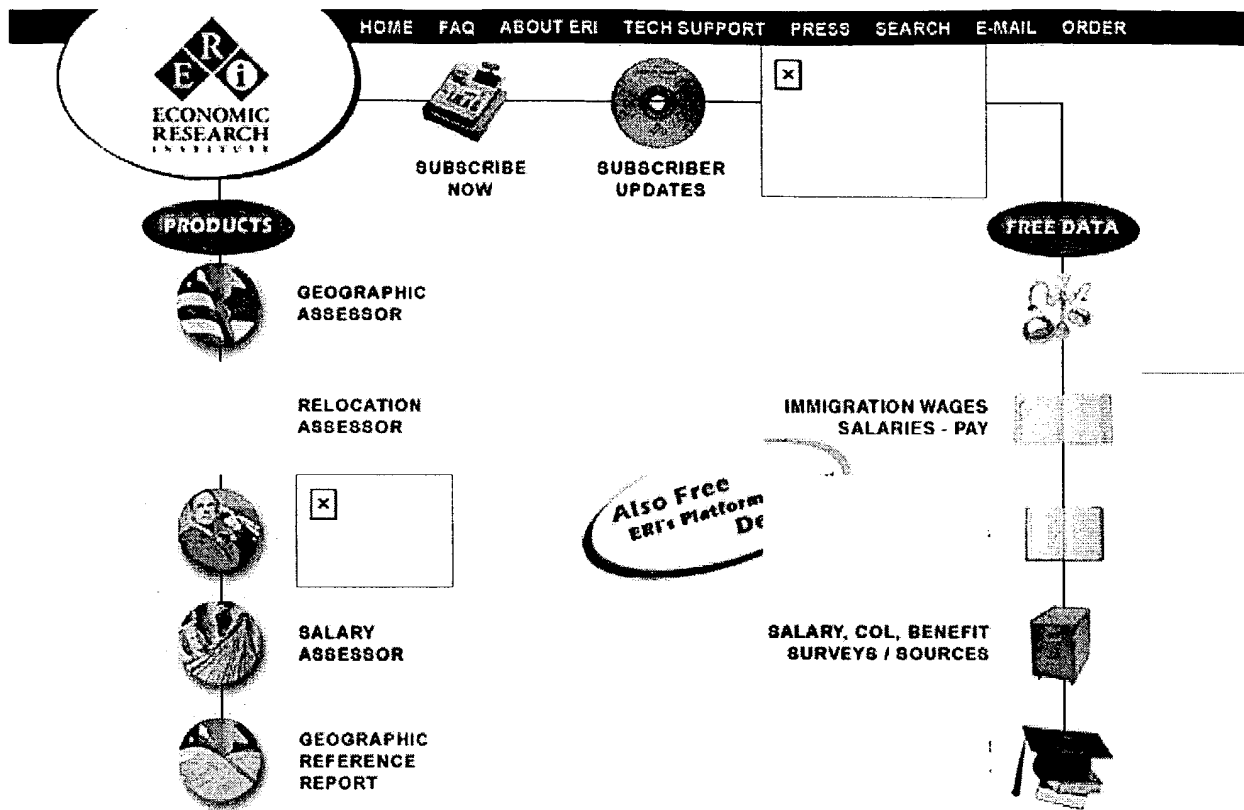 HOME FAQ ABOUT ERI TECH SUPPORT PRESS SEARCH E-MAIL ORDER
E R i
ECONOMIC
RESEARCH
INSTITUTE
SUBSCRIBE
NOW
SUBSCRIBER
UPDATES
PRODUCTS
FREE DATA
GEOGRAPHIC
ASSESSOR
RELOCATION
ASSESSOR
IMMIGRATION WAGES
SALARIES - PAY
Also Free
ERI's Platform
De
SALARY
ASSESSOR
SALARY, COL, BENEFIT
SURVEYS / SOURCES
GEOGRAPHIC
REFERENCE
REPORT